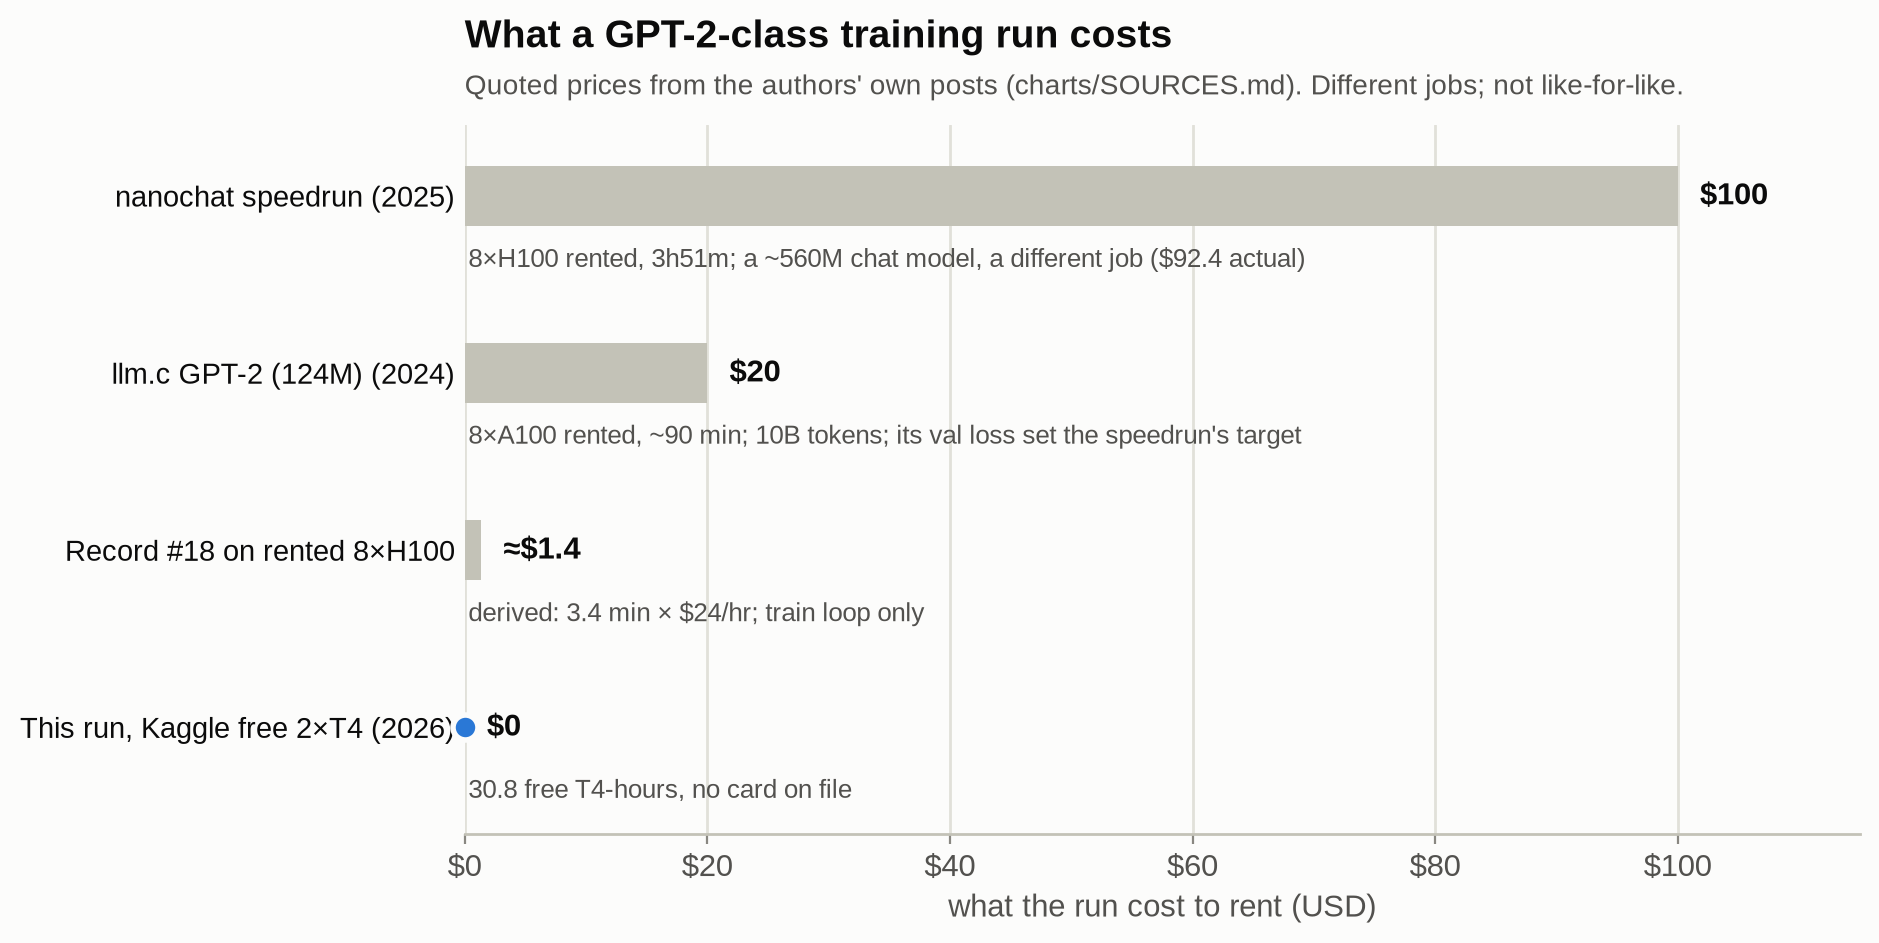 What a GPT-2-class training run costs
Quoted prices from the authors' own posts (charts/SOURCES.md). Different jobs; not like-for-like.
nanochat speedrun (2025)
$100
8×H100 rented, 3h51m; a ~560M chat model, a different job ($92.4 actual)
llm.c GPT-2 (124M) (2024)
$20
8×A100 rented, ~90 min; 10B tokens; its val loss set the speedrun's target
Record #18 on rented 8×H100
≈$1.4
derived: 3.4 min × $24/hr; train loop only
This run, Kaggle free 2×T4 (2026)
$0
30.8 free T4-hours, no card on file
$0 $20 $40 $60 $80 $100
what the run cost to rent (USD)